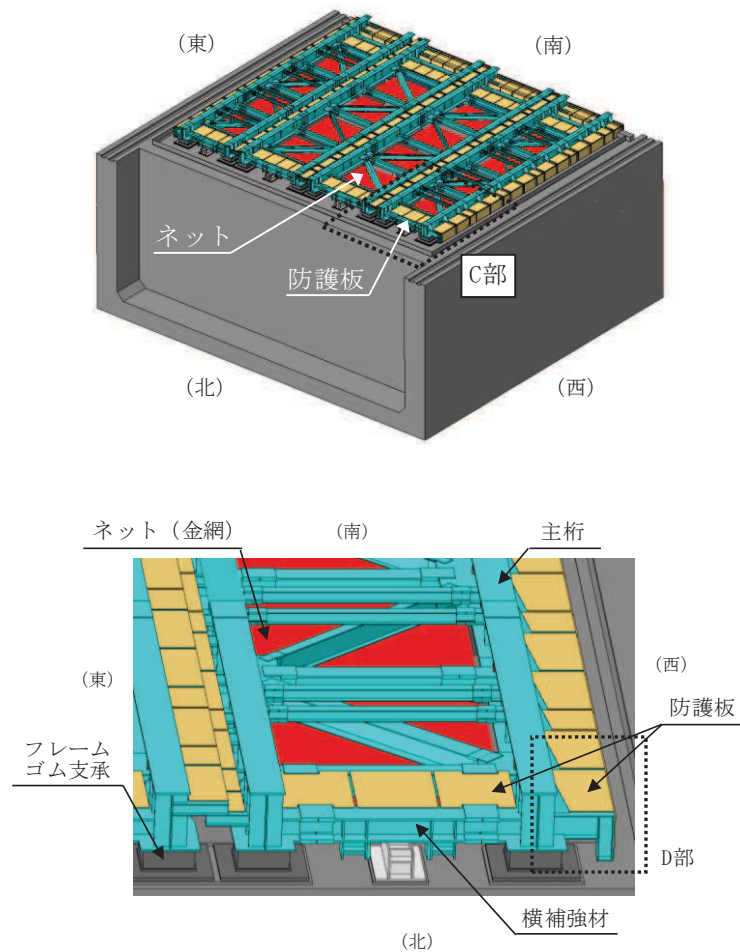 (東)
(南)
ネット
防護板
C部
(北)
(西)
ネット（金網）
(南)
主桁
(東)
(西)
防護板
フレーム
ゴム支承
D部
横補強材
(北)